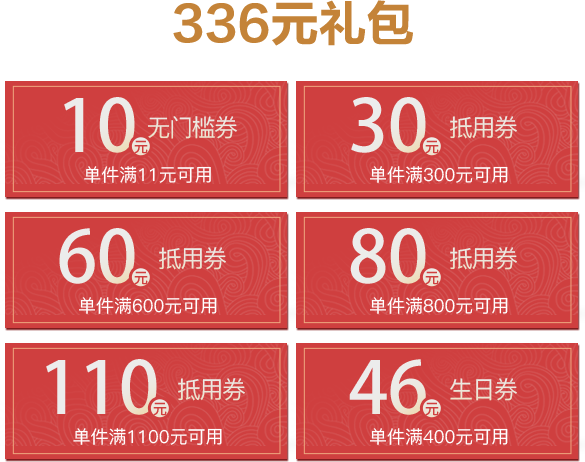 336元礼包
10元 无门槛券
单件满11元可用
30元 抵用券
单件满300元可用
60元 抵用券
单件满600元可用
80元 抵用券
单件满800元可用
110元 抵用券
单件满1100元可用
46元 生日券
单件满400元可用